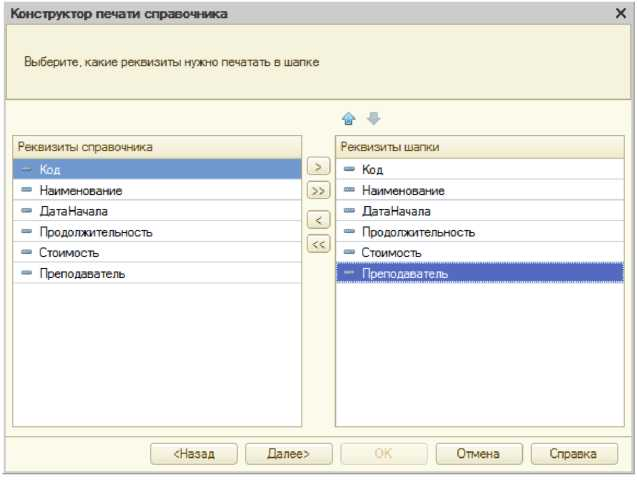 Конструктор печати справочника
Выберите, какие реквизиты нужно печатать в шапке
Реквизиты справочника
Код
Наименование
ДатаНачала
Продолжительность
Стоимость
Преподаватель
>
>>
<
<<
Реквизиты шапки
Код
Наименование
ДатаНачала
Продолжительность
Стоимость
Преподаватель
<Назад Далее> OK Отмена Справка